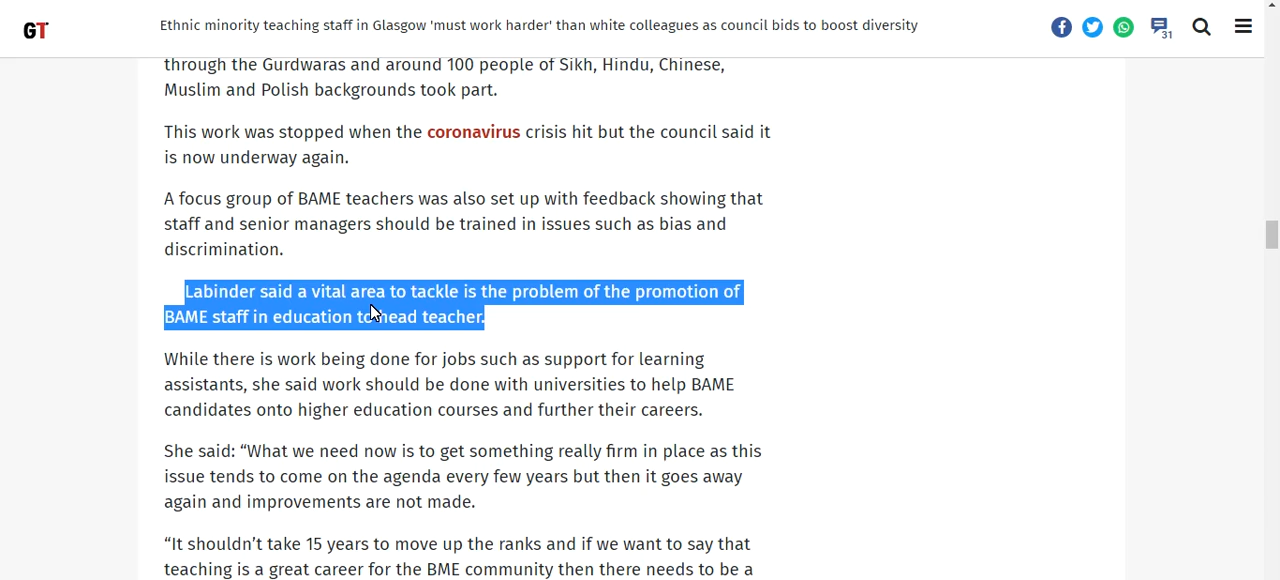 GT
Ethnic minority teaching staff in Glasgow 'must work harder' than white colleagues as council bids to boost diversity
31
through the Gurdwaras and around 100 people of Sikh, Hindu, Chinese,
Muslim and Polish backgrounds took part.
This work was stopped when the coronavirus crisis hit but the council said it
is now underway again.
A focus group of BAME teachers was also set up with feedback showing that
staff and senior managers should be trained in issues such as bias and
discrimination.
Labinder said a vital area to tackle is the problem of the promotion of
BAME staff in education to head teacher.
While there is work being done for jobs such as support for learning
assistants, she said work should be done with universities to help BAME
candidates onto higher education courses and further their careers.
She said: “What we need now is to get something really firm in place as this
issue tends to come on the agenda every few years but then it goes away
again and improvements are not made.
“It shouldn’t take 15 years to move up the ranks and if we want to say that
teaching is a great career for the BME community then there needs to be a